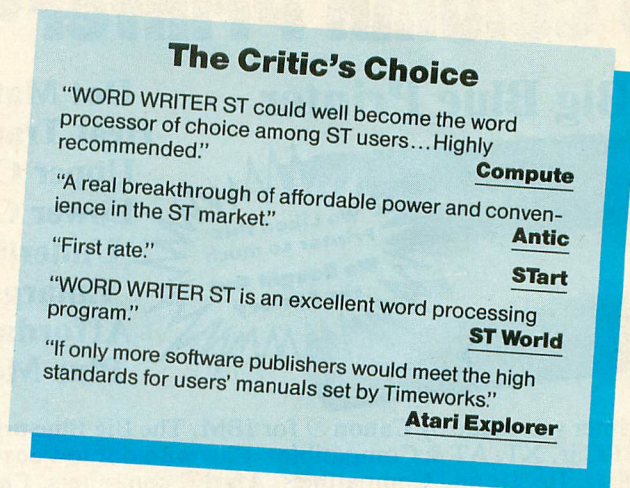 The Critic's Choice
"WORD WRITER ST could well become the word
processor of choice among ST users...Highly
recommended."
Compute
"A real breakthrough of affordable power and conven-
ience in the ST market."
Antic
"First rate."
STart
"WORD WRITER ST is an excellent word processing
program."
ST World
"If only more software publishers would meet the high
standards for users' manuals set by Timeworks."
Atari Explorer